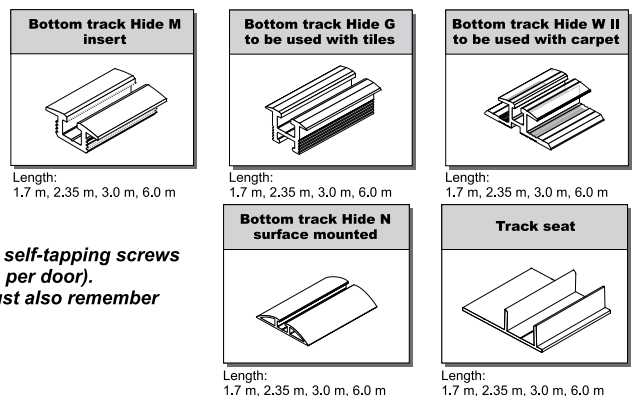 Bottom track Hide M
insert
Length:
1.7 m, 2.35 m, 3.0 m, 6.0 m
Bottom track Hide G
to be used with tiles
Length:
1.7 m, 2.35 m, 3.0 m, 6.0 m
Bottom track Hide W II
to be used with carpet
Length:
1.7 m, 2.35 m, 3.0 m, 6.0 m
self-tapping screws
per door).
ust also remember
Bottom track Hide N
surface mounted
Length:
1.7 m, 2.35 m, 3.0 m, 6.0 m
Track seat
Length:
1.7 m, 2.35 m, 3.0 m, 6.0 m